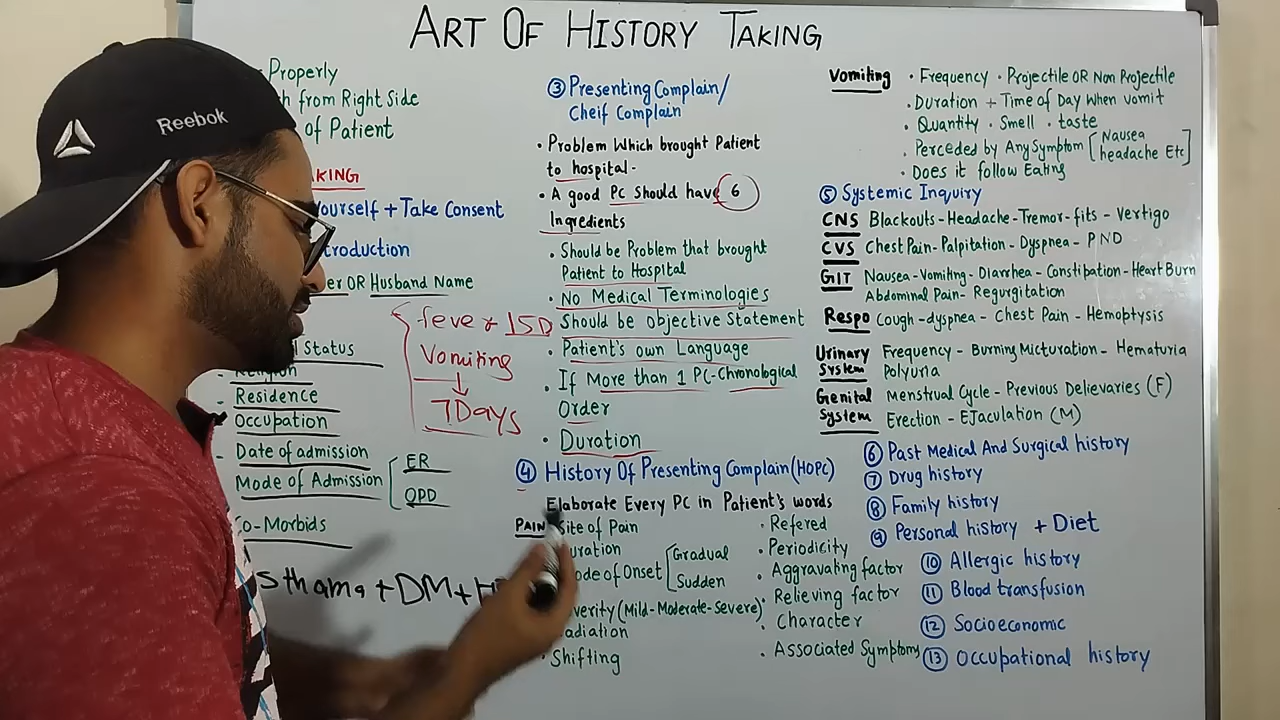 ART OF HISTORY TAKING
Properly
from Right Side
of Patient
yourself + Take Consent
OR Husband Name
Status
Religion
- Residence
- Occupation
- Date of admission
- Mode of Admission
ER
OPD
Co-Morbids
+DM+
fever 15D
Vomiting
7Days
③ Presenting Complain/
Cheif Complain
• Problem Which brought Patient
to hospital-
• A good PC Should have 6
Ingredients
• Should be Problem that brought
Patient to Hospital
• No Medical Terminologies
Should be objective Statement
• Patient's own Language
• If More than 1 PC-Chronological
Order
• Duration
④ History Of Presenting Complain(HOPC)
Elaborate Every PC in Patient's words
PAIN Site of Pain
of Onset
Gradual
Sudden
(Mild-Moderate-Severe)
• Shifting
• Refered
• Periodicity
• Aggravating factor
• Relieving factor
• Character
• Associated Symptoms
Vomiting • Frequency • Projectile OR Non Projectile
• Duration + Time of Day When vomit
• Quantity • Smell • taste
• Perceded by Any Symptom [Nausea
headache Etc]
• Does it follow Eating
⑤ Systemic Inquiry
CNS Blackouts-Headache-Tremor-fits - Vertigo
CVS Chest Pain- Palpitation- Dyspnea- PND
GIT Nausea-Vomiting- Diarrhea - Constipation-Heart Burn
Abdominal Pain- Regurgitation
Respo Cough -dyspnea - Chest Pain - Hemoptysis
Urinary System Frequency - Burning Micturation- Hematuria
Polyuria
Genital System Menstrual Cycle - Previous Delievaries (F)
Erection - Ejaculation (M)
⑥ Past Medical And Surgical history
⑦ Drug history
⑧ Family history
⑨ Personal history + Diet
⑩ Allergic history
⑪ Blood transfusion
⑫ Socioeconomic
⑬ Occupational history
Reebok